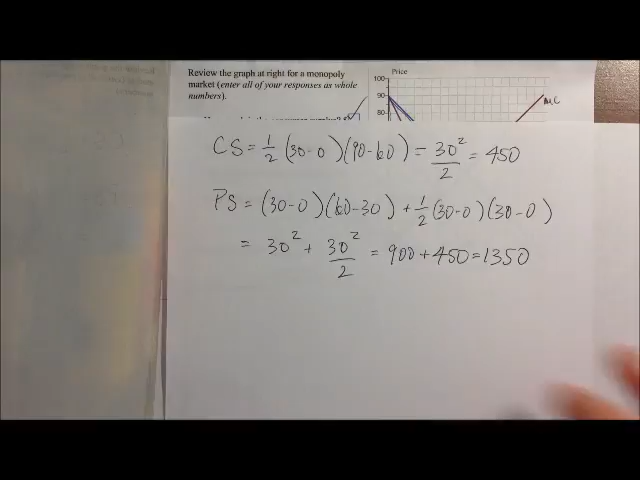 Review the graph at right for a monopoly
market (enter all of your responses as whole
numbers).
Price
100
90
80
MC
CS = 1/2 (30-0)(90-60) = 30²/2 = 450
PS = (30-0)(60-30) + 1/2 (30-0)(30-0)
= 30² + 30²/2 = 900+450=1350